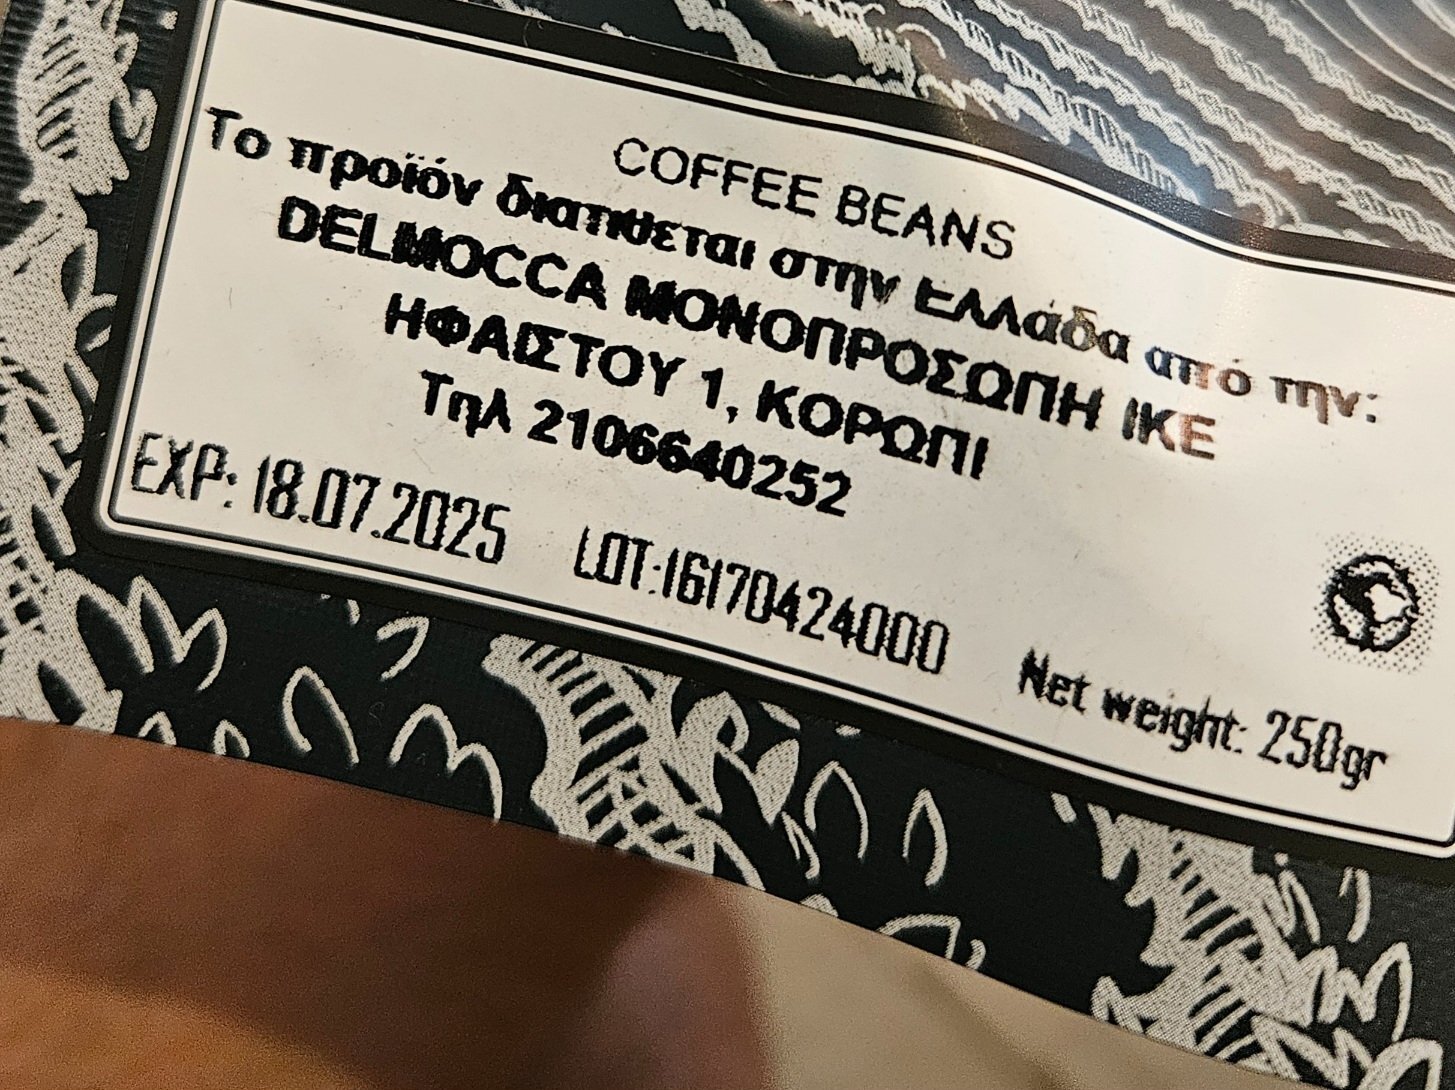 COFFEE BEANS
Το προϊόν διατιθεται στην Ελλάδα από την:
DELMOCCA ΜΟΝΟΠΡΟΣΩΠΗ ΙΚΕ
ΗΦΑΙΣΤΟΥ 1, ΚΟΡΩΠΙ
Τηλ 2106640252
EXP: 18.07.2025 LOT:16170424000
Net weight: 250gr